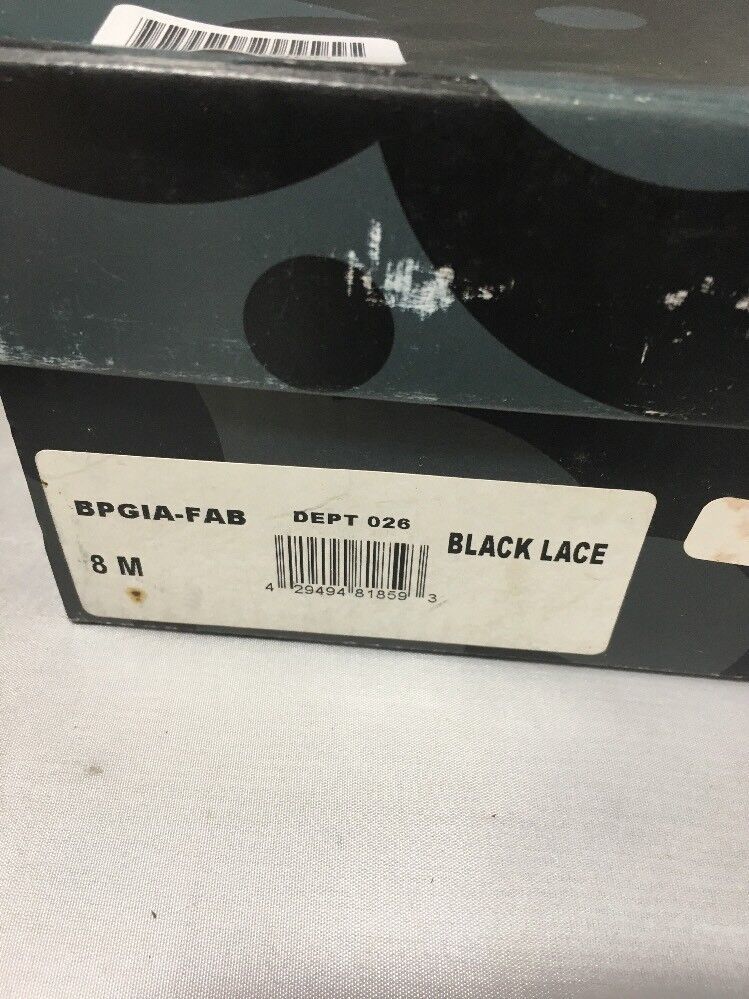 BPGIA-FAB DEPT 026 BLACK LACE
8 M
4 29494 81859 3